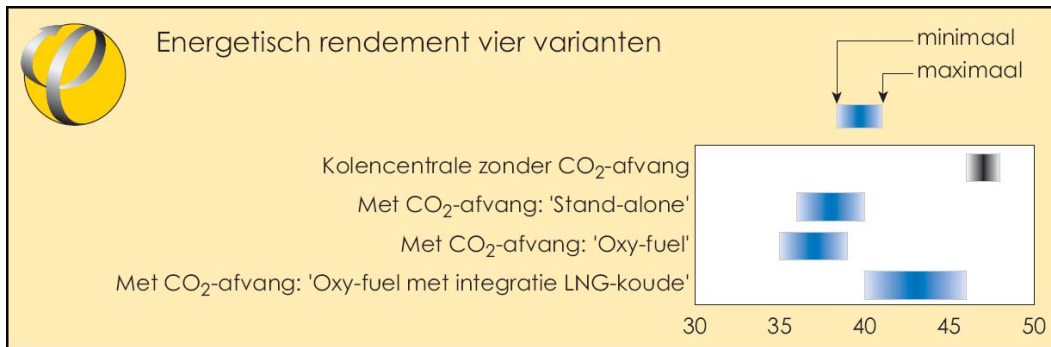 Energetisch rendement vier varianten
minimaal
maximaal
Kolencentrale zonder CO₂-afvang
Met CO₂-afvang: 'Stand-alone'
Met CO₂-afvang: 'Oxy-fuel'
Met CO₂-afvang: 'Oxy-fuel met integratie LNG-koude'
30 35 40 45 50